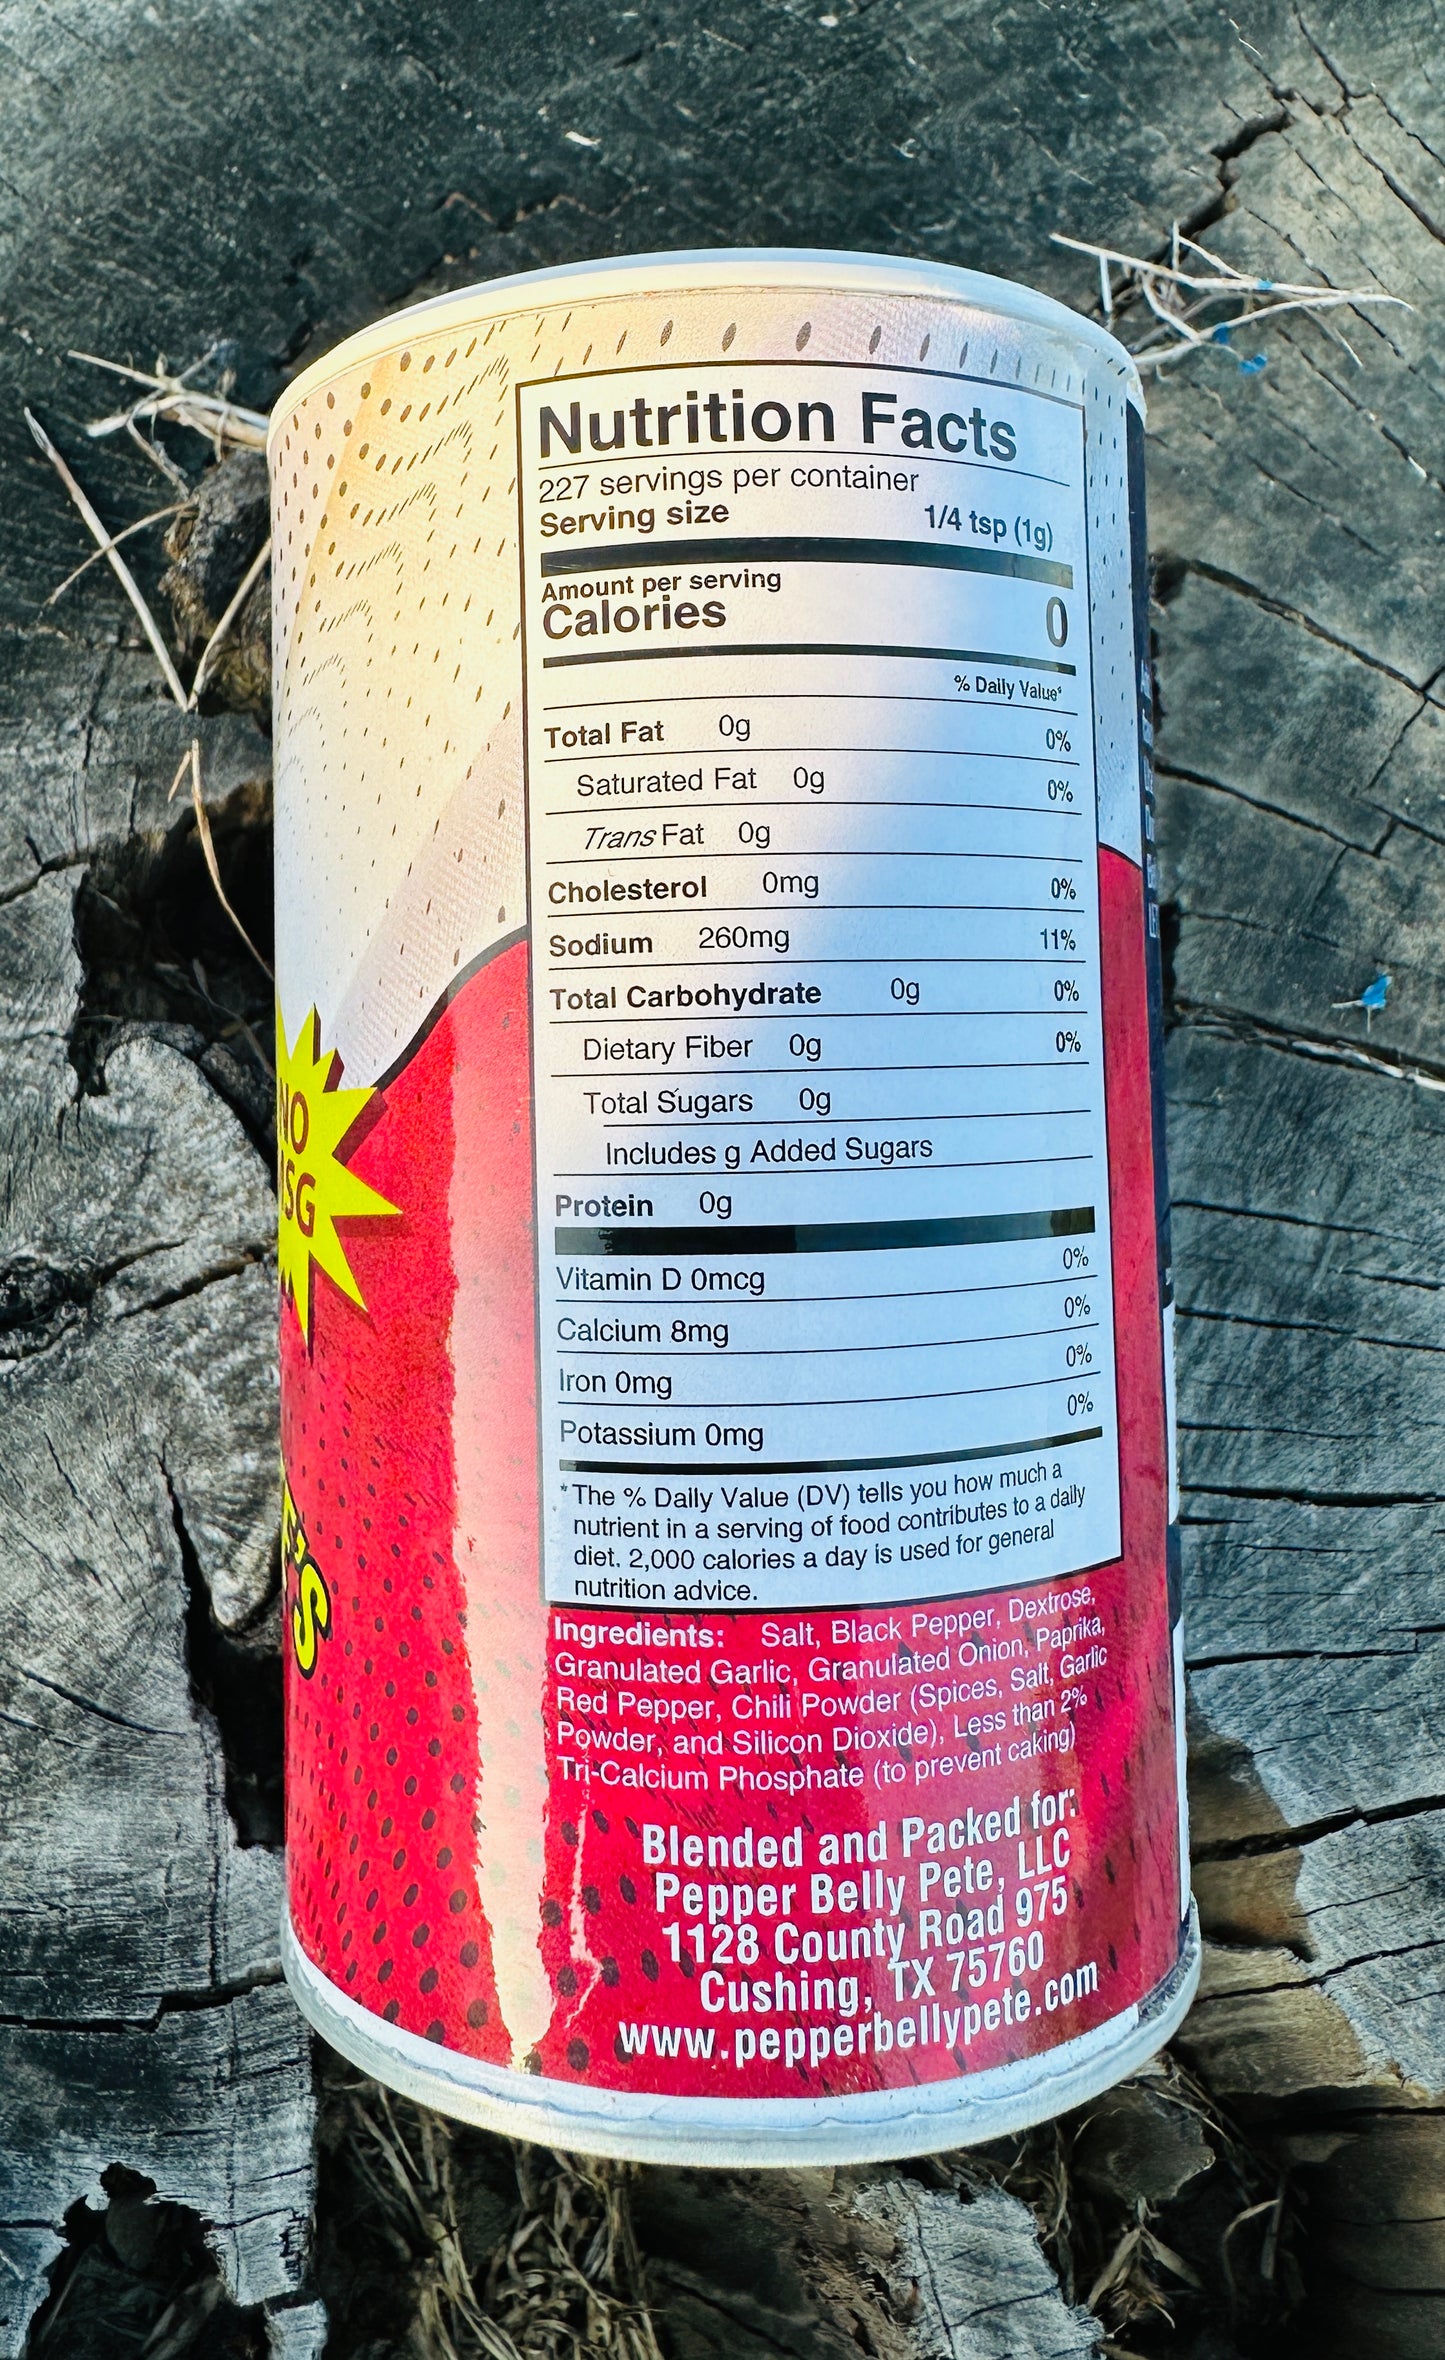 Nutrition Facts
227 servings per container
Serving size 1/4 tsp (1g)
Amount per serving
Calories 0
% Daily Value*
Total Fat 0g 0%
Saturated Fat 0g 0%
Trans Fat 0g
Cholesterol 0mg 0%
Sodium 260mg 11%
Total Carbohydrate 0g 0%
Dietary Fiber 0g 0%
Total Sugars 0g
Includes g Added Sugars
Protein 0g
Vitamin D 0mcg 0%
Calcium 8mg 0%
Iron 0mg 0%
Potassium 0mg 0%
*The % Daily Value (DV) tells you how much a
nutrient in a serving of food contributes to a daily
diet. 2,000 calories a day is used for general
nutrition advice.
Ingredients: Salt, Black Pepper, Dextrose,
Granulated Garlic, Granulated Onion, Paprika,
Red Pepper, Chili Powder (Spices, Salt, Garlic
Powder, and Silicon Dioxide), Less than 2%
Tri-Calcium Phosphate (to prevent caking)
Blended and Packed for:
Pepper Belly Pete, LLC
1128 County Road 975
Cushing, TX 75760
www.pepperbellypete.com
NO